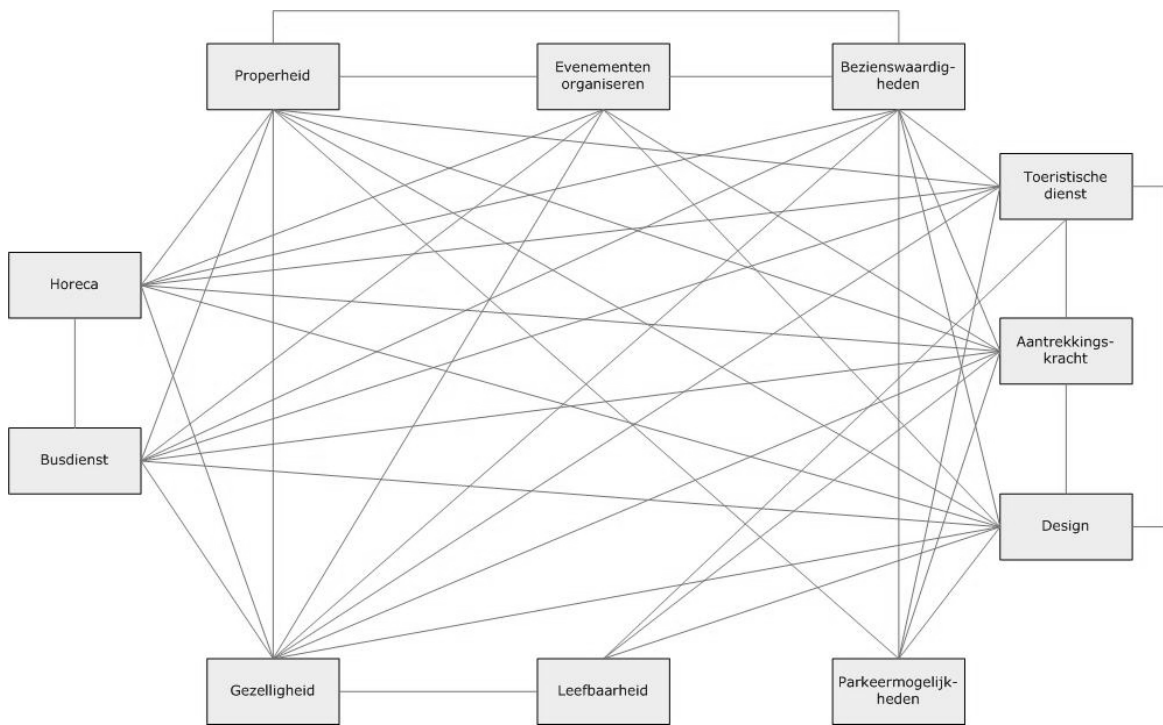 Properheid
Evenementen
organiseren
Bezienswaardig-
heden
Toeristische
dienst
Horeca
Aantrekkings-
kracht
Busdienst
Design
Gezelligheid
Leefbaarheid
Parkeermogelijk-
heden